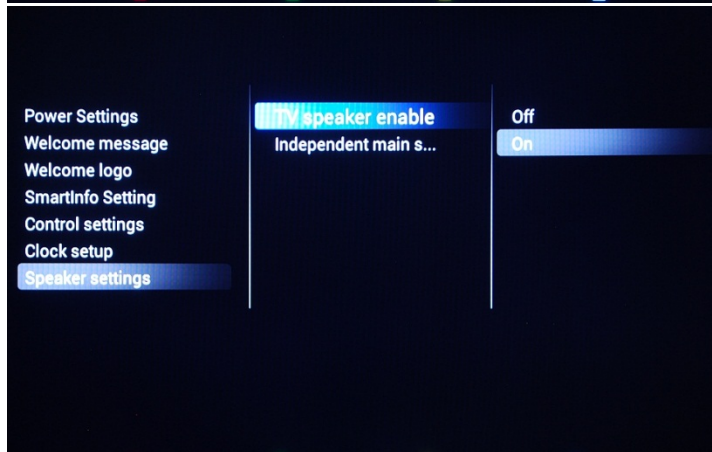 Power Settings
Welcome message
Welcome logo
SmartInfo Setting
Control settings
Clock setup
Speaker settings
TV speaker enable
Independent main s...
Off
On